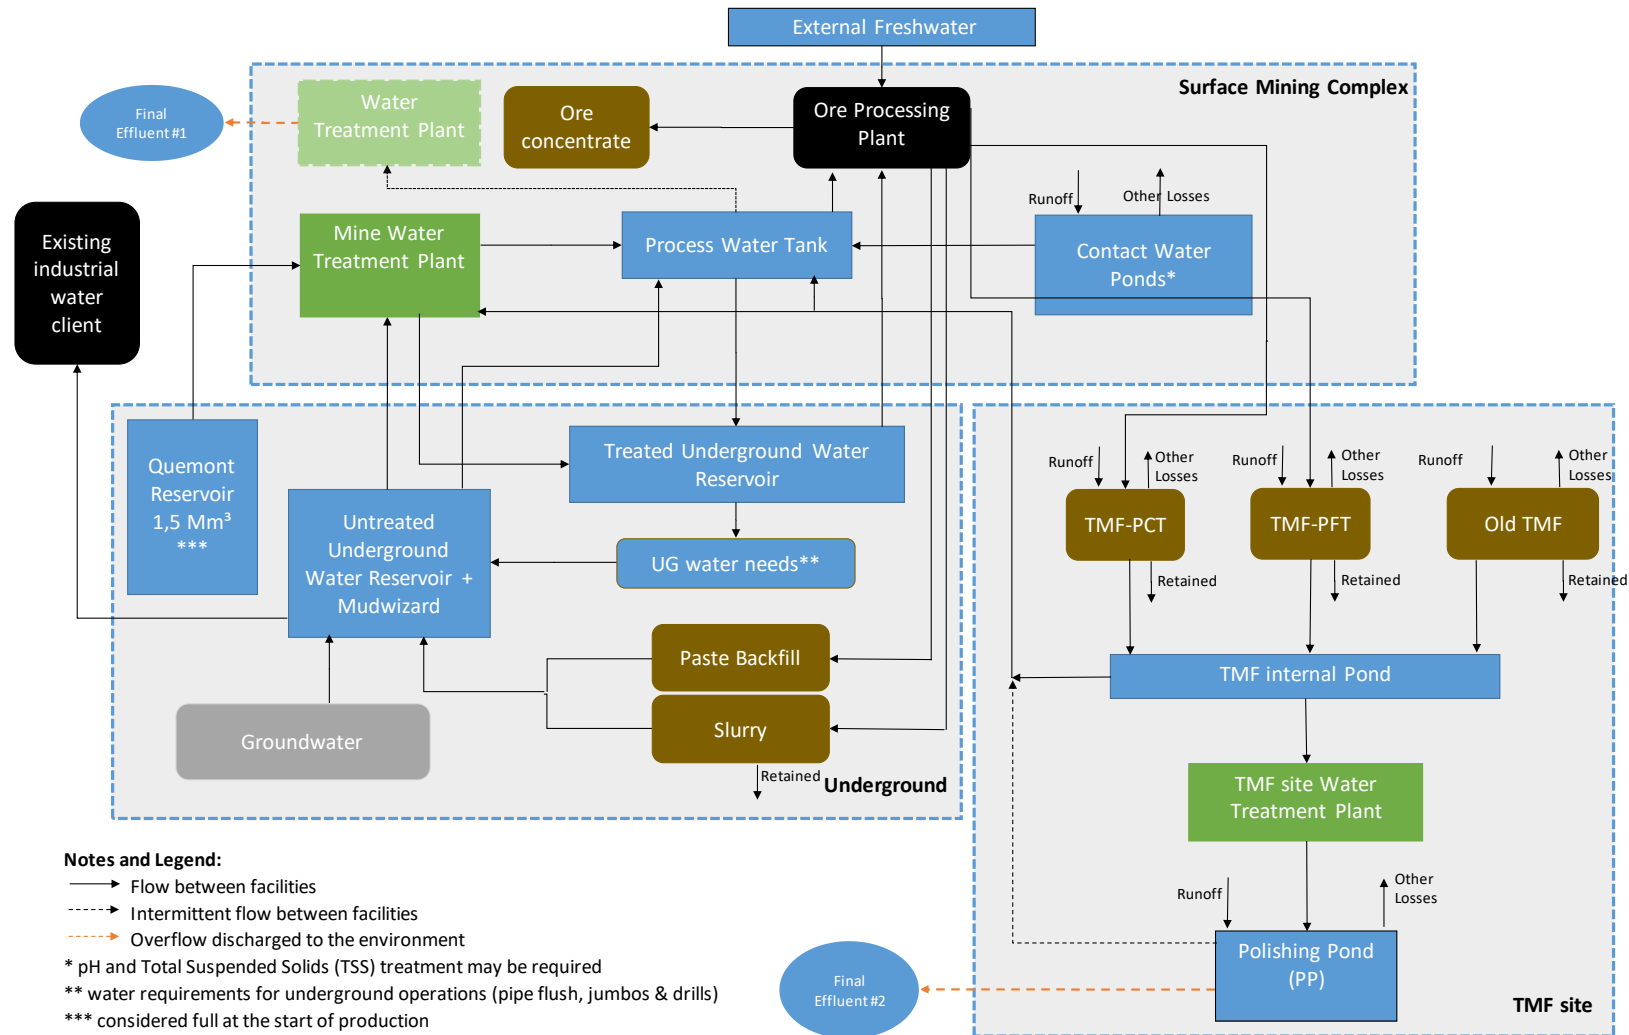 External Freshwater
Surface Mining Complex
Final
Effluent #1
Water
Treatment Plant
Ore
concentrate
Ore Processing
Plant
Runoff
Other Losses
Existing
industrial
water
client
Mine Water
Treatment Plant
Process Water Tank
Contact Water
Ponds*
Quemont
Reservoir
1,5 Mm³
***
Treated Underground Water
Reservoir
Untreated
Underground
Water Reservoir +
Mudwizard
UG water needs**
Paste Backfill
Slurry
Groundwater
Retained
Underground
Runoff
Other
Losses
Runoff
Other
Losses
Runoff
Other
Losses
TMF-PCT
TMF-PFT
Old TMF
Retained
Retained
Retained
TMF internal Pond
TMF site Water
Treatment Plant
Runoff
Other
Losses
Polishing Pond
(PP)
Final
Effluent #2
TMF site
Notes and Legend:
Flow between facilities
Intermittent flow between facilities
Overflow discharged to the environment
* pH and Total Suspended Solids (TSS) treatment may be required
** water requirements for underground operations (pipe flush, jumbos & drills)
*** considered full at the start of production